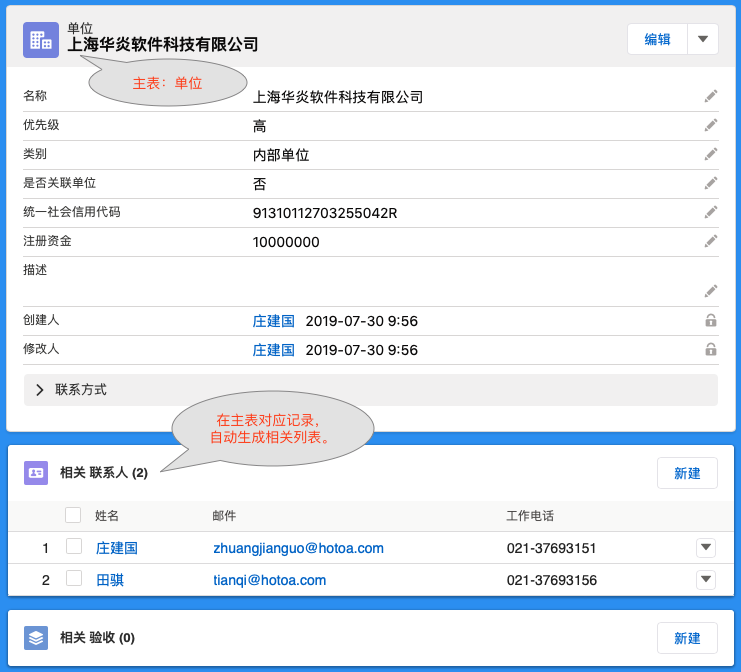 单位
上海华炎软件科技有限公司
编辑
主表：单位
名称 上海华炎软件科技有限公司
优先级 高
类别 内部单位
是否关联单位 否
统一社会信用代码 91310112703255042R
注册资金 10000000
描述
创建人 庄建国 2019-07-30 9:56
修改人 庄建国 2019-07-30 9:56
联系方式
在主表对应记录，
自动生成相关列表。
相关 联系人 (2) 新建
姓名 邮件 工作电话
1 庄建国 zhuangjianguo@hotoa.com 021-37693151
2 田骐 tianqi@hotoa.com 021-37693156
相关 验收 (0) 新建